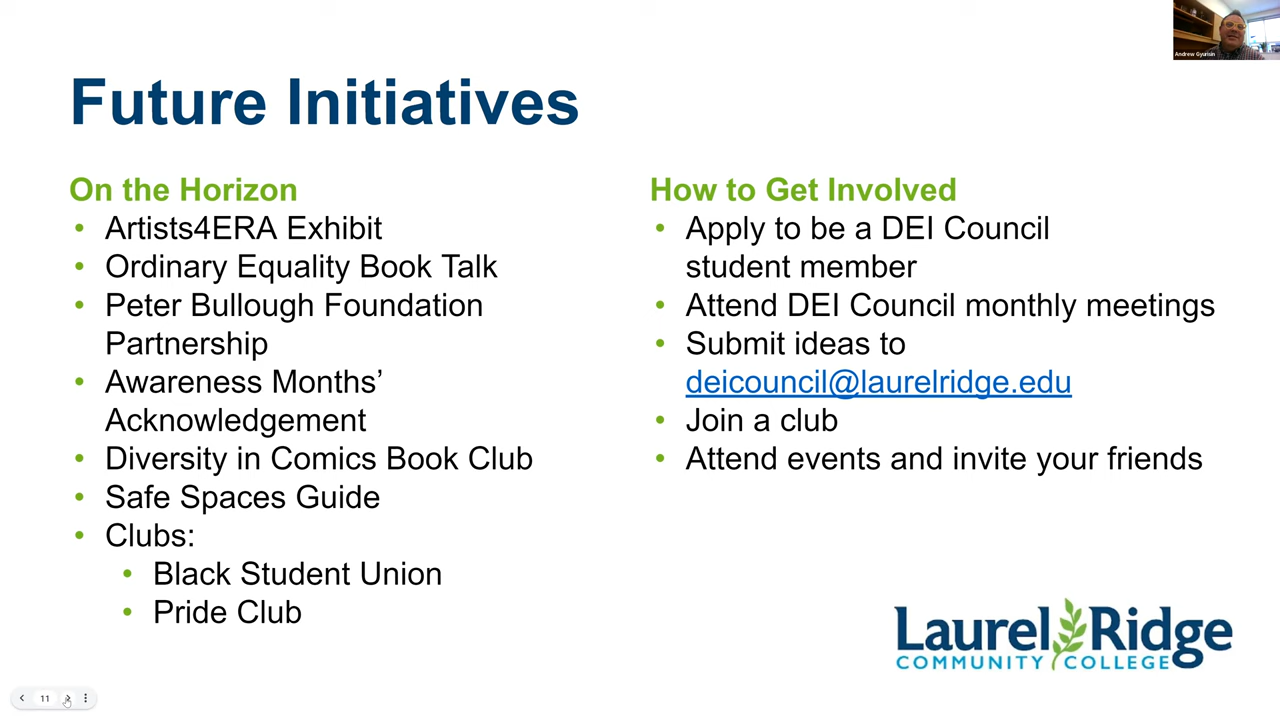 Andrew Gyurisin
Future Initiatives
On the Horizon
• Artists4ERA Exhibit
• Ordinary Equality Book Talk
• Peter Bullough Foundation
Partnership
• Awareness Months’
Acknowledgement
• Diversity in Comics Book Club
• Safe Spaces Guide
• Clubs:
• Black Student Union
• Pride Club
How to Get Involved
• Apply to be a DEI Council
student member
• Attend DEI Council monthly meetings
• Submit ideas to
deicouncil@laurelridge.edu
• Join a club
• Attend events and invite your friends
Laurel Ridge
COMMUNITY COLLEGE
11